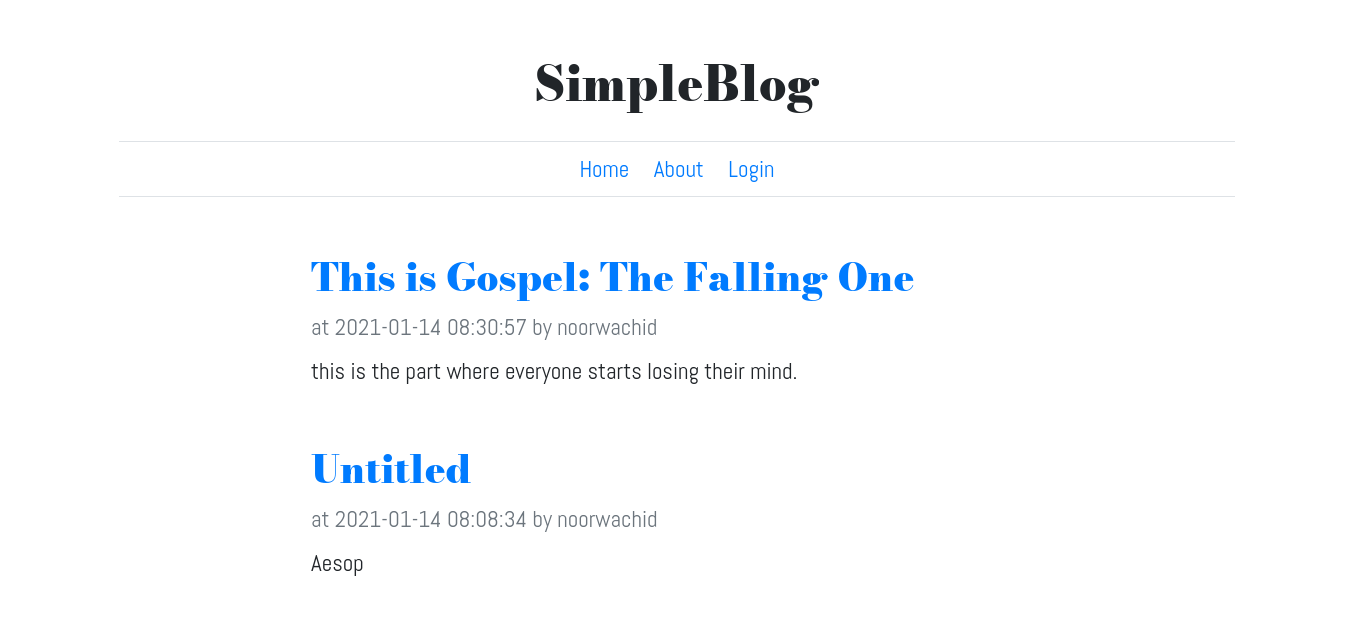 SimpleBlog
Home About Login
This is Gospel: The Falling One
at 2021-01-14 08:30:57 by noorwachid
this is the part where everyone starts losing their mind.
Untitled
at 2021-01-14 08:08:34 by noorwachid
Aesop